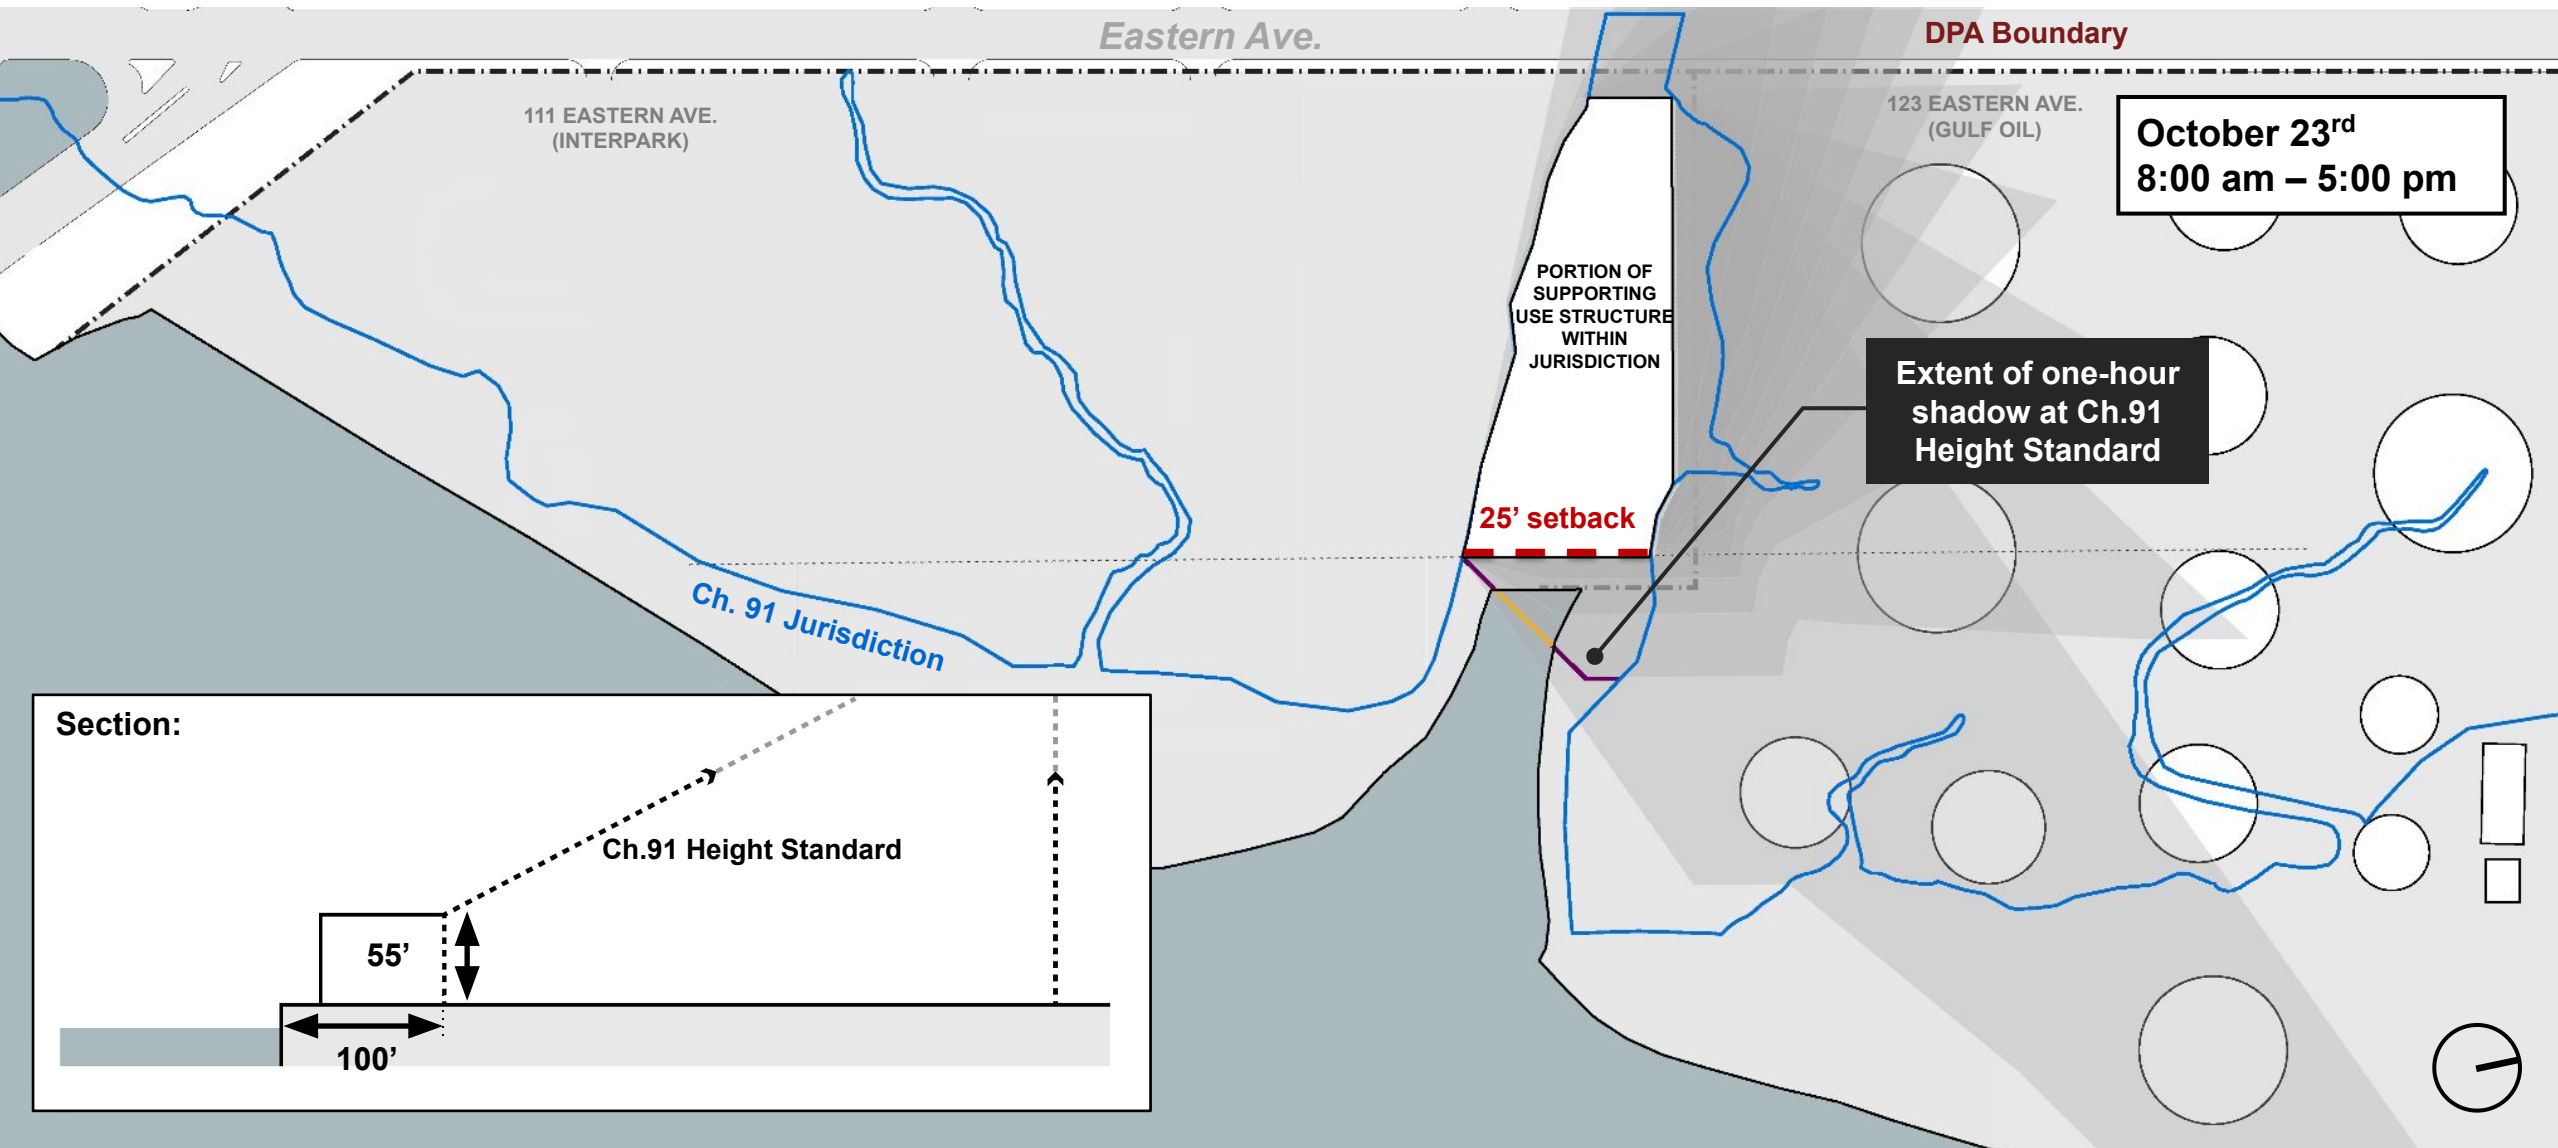 Eastern Ave.
DPA Boundary
111 EASTERN AVE.
(INTERPARK)
123 EASTERN AVE.
(GULF OIL)
October 23rd
8:00 am – 5:00 pm
PORTION OF
SUPPORTING
USE STRUCTURE
WITHIN
JURISDICTION
Extent of one-hour
shadow at Ch.91
Height Standard
25’ setback
Ch. 91 Jurisdiction
Section:
Ch.91 Height Standard
55’
100’